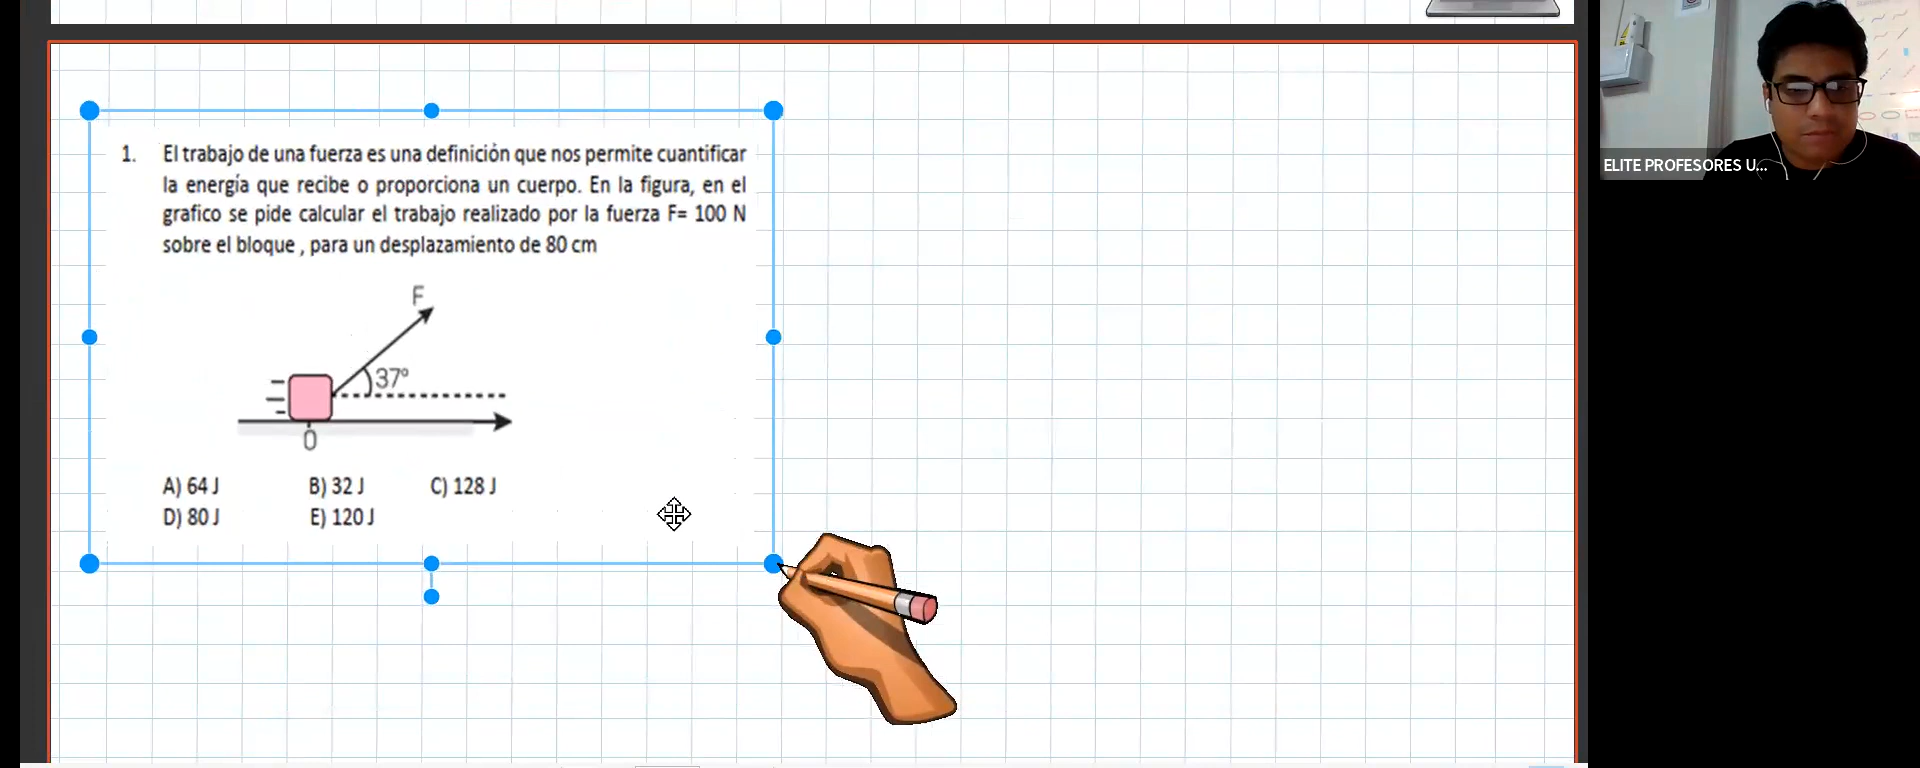 1. El trabajo de una fuerza es una definición que nos permite cuantificar
la energía que recibe o proporciona un cuerpo. En la figura, en el
grafico se pide calcular el trabajo realizado por la fuerza F= 100 N
sobre el bloque , para un desplazamiento de 80 cm
F
37°
0
A) 64 J B) 32 J C) 128 J
D) 80 J E) 120 J
ELITE PROFESORES U...